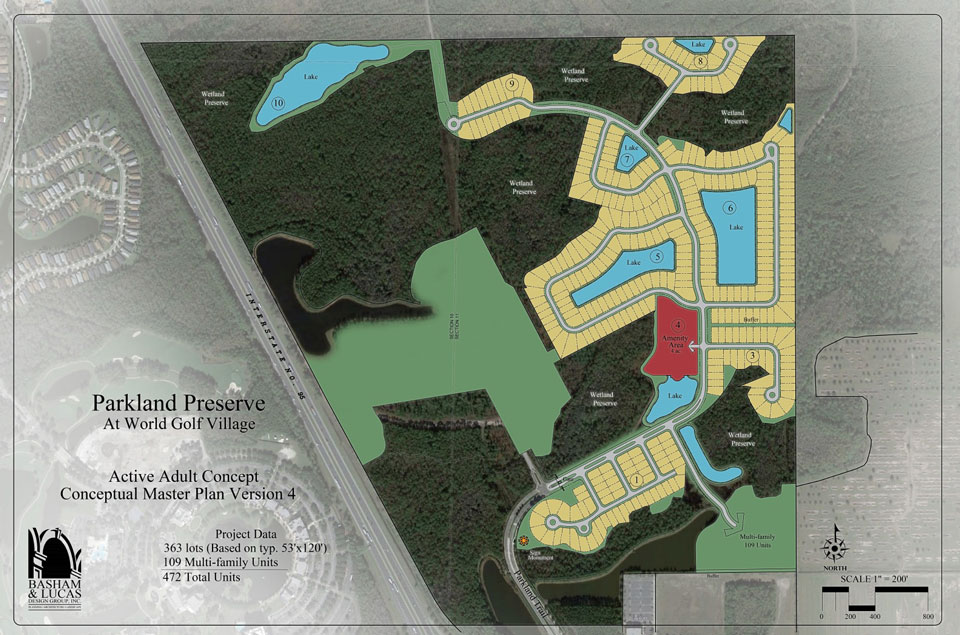 Lake
10
Wetland
Preserve
9
Wetland
Preserve
Lake
8
Wetland
Preserve
Lake
7
Wetland
Preserve
6
Lake
5
Lake
4
Amenity
Area
Buffer
3
Lake
Wetland
Preserve
Wetland
Preserve
1
SECTION
SECTION
INTERSTATE NO. 95
Parkland Preserve
At World Golf Village
Active Adult Concept
Conceptual Master Plan Version 4
Project Data
363 lots (Based on typ. 53'x120')
109 Multi-family Units
472 Total Units
BASHAM
& LUCAS
DESIGN GROUP, INC.
Sign
Monument
Parkland Trail
Multi-family
109 Units
Buffer
NORTH
SCALE 1" = 200'
0 200 400 800